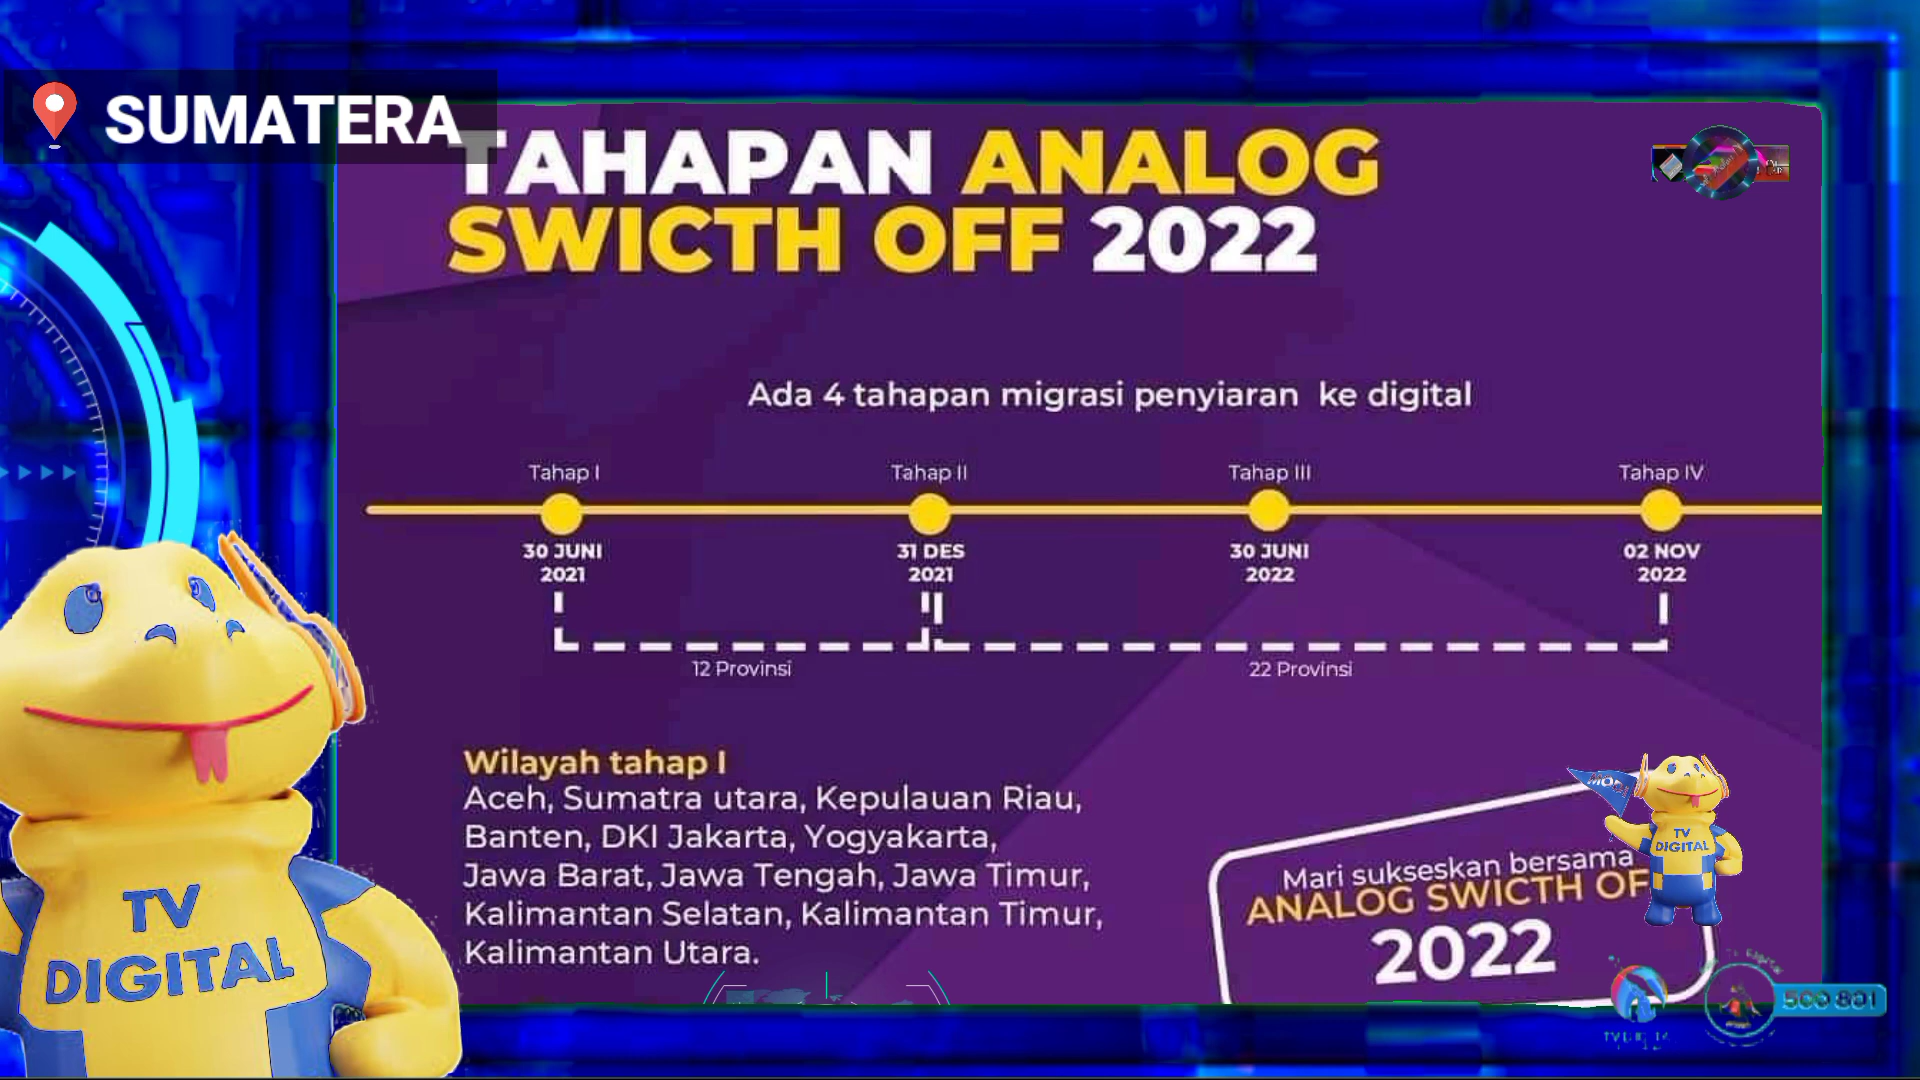 SUMATERA
TAHAPAN ANALOG
SWICTH OFF 2022
Ada 4 tahapan migrasi penyiaran ke digital
Tahap I
Tahap II
Tahap III
Tahap IV
30 JUNI
2021
31 DES
2021
30 JUNI
2022
02 NOV
2022
12 Provinsi
22 Provinsi
Wilayah tahap I
Aceh, Sumatra utara, Kepulauan Riau,
Banten, DKI Jakarta, Yogyakarta,
Jawa Barat, Jawa Tengah, Jawa Timur,
Kalimantan Selatan, Kalimantan Timur,
Kalimantan Utara.
Mari sukseskan bersama
ANALOG SWICTH OF
2022
TV
DIGITAL
TV
DIGITAL
500 801